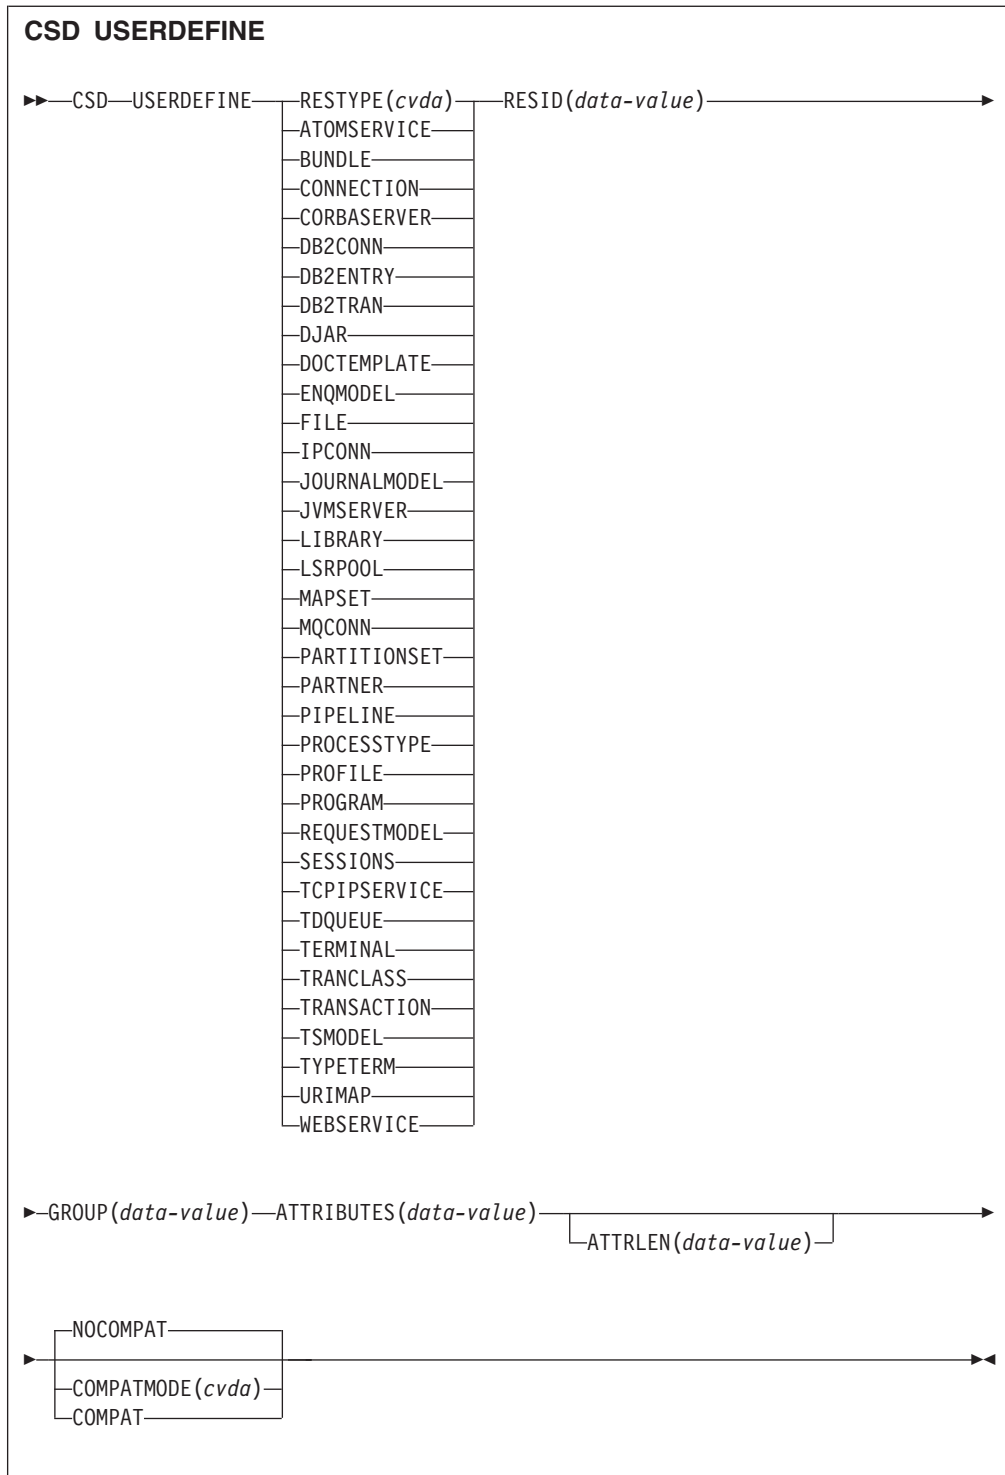 CSD USERDEFINE
CSD USERDEFINE RESTYPE(cvda) RESID(data-value)
ATOMSERVICE
BUNDLE
CONNECTION
CORBASERVER
DB2CONN
DB2ENTRY
DB2TRAN
DJAR
DOCTEMPLATE
ENQMODEL
FILE
IPCONN
JOURNALMODEL
JVMSERVER
LIBRARY
LSRPOOL
MAPSET
MQCONN
PARTITIONSET
PARTNER
PIPELINE
PROCESSTYPE
PROFILE
PROGRAM
REQUESTMODEL
SESSIONS
TCPIPSERVICE
TDQUEUE
TERMINAL
TRANCLASS
TRANSACTION
TSMODEL
TYPETERM
URIMAP
WEBSERVICE
GROUP(data-value) ATTRIBUTES(data-value)
ATTRLEN(data-value)
NOCOMPAT
COMPATMODE(cvda)
COMPAT